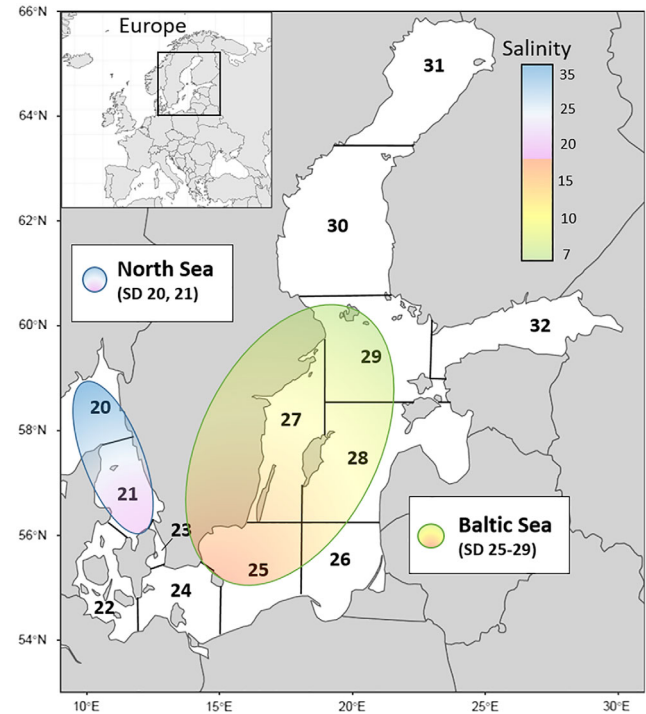 66°N
Europe
31
Salinity
35
25
20
15
10
7
64°N
62°N
30
North Sea
(SD 20, 21)
60°N
32
29
20
58°N
27
28
21
56°N
23
Baltic Sea
(SD 25-29)
26
25
24
22
54°N
10°E
15°E
20°E
25°E
30°E